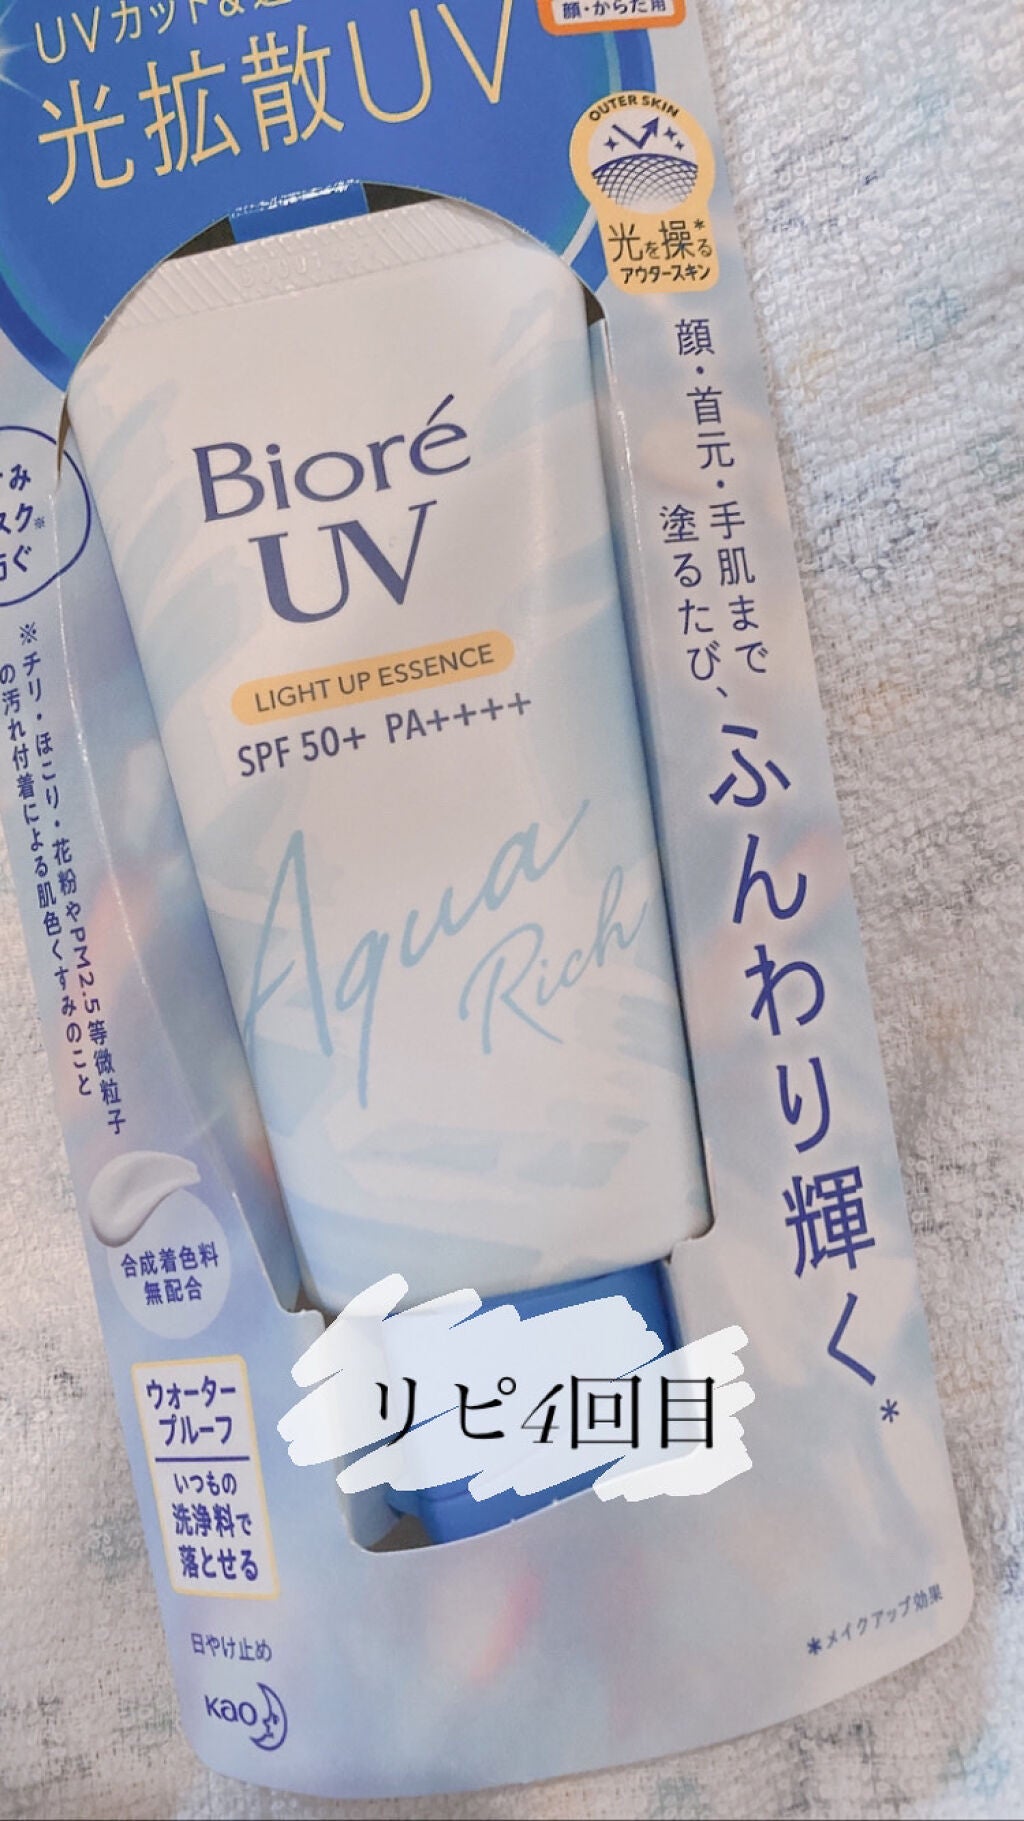 UVカット&透
光拡散UV
顔・からだ用
OUTER SKIN
光を操る*
アウタースキン
顔・首元・手肌まで
塗るたび、
ふんわり輝く*
Bioré
UV
LIGHT UP ESSENCE
SPF 50+ PA++++
Aqua
Rich
み
スク※
ぐ
※チリ・ほこり・花粉やPM2.5等微粒子
の汚れ付着による肌色くすみのこと
合成着色料
無配合
ウォーター
プルーフ
いつもの
洗浄料で
落とせる
リピ4回目
日やけ止め
Kao
*メイクアップ効果